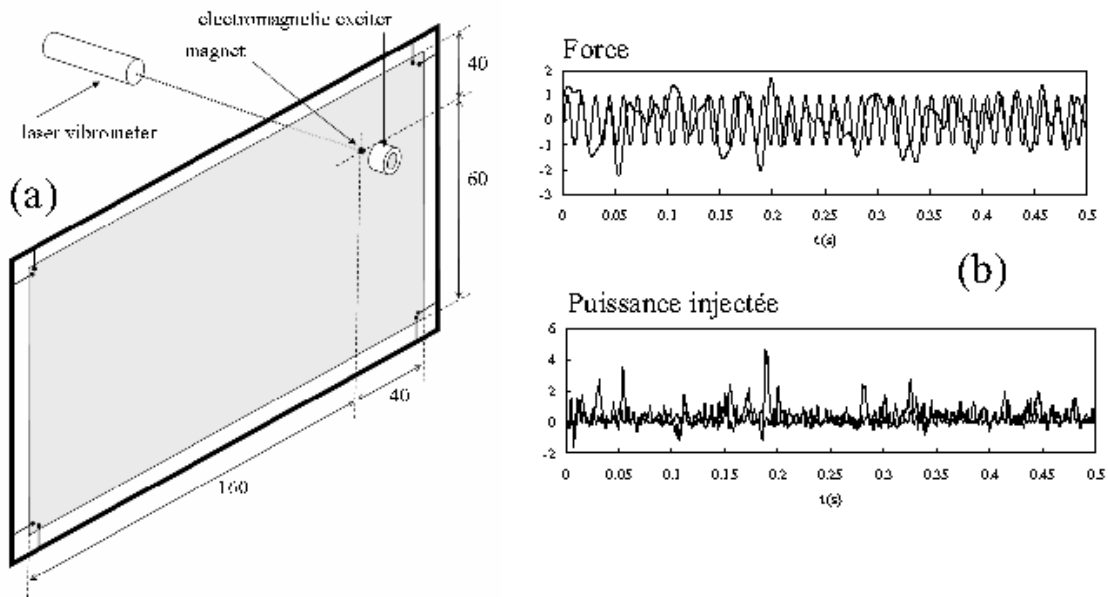 electromagnetic exciter
magnet
laser vibrometer
(a)
40
60
40
160
Force
2
1
0
-1
-2
-3
0 0.05 0.1 0.15 0.2 0.25 0.3 0.35 0.4 0.45 0.5
t(s)
(b)
Puissance injectée
6
4
2
0
-2
0 0.05 0.1 0.15 0.2 0.25 0.3 0.35 0.4 0.45 0.5
t(s)